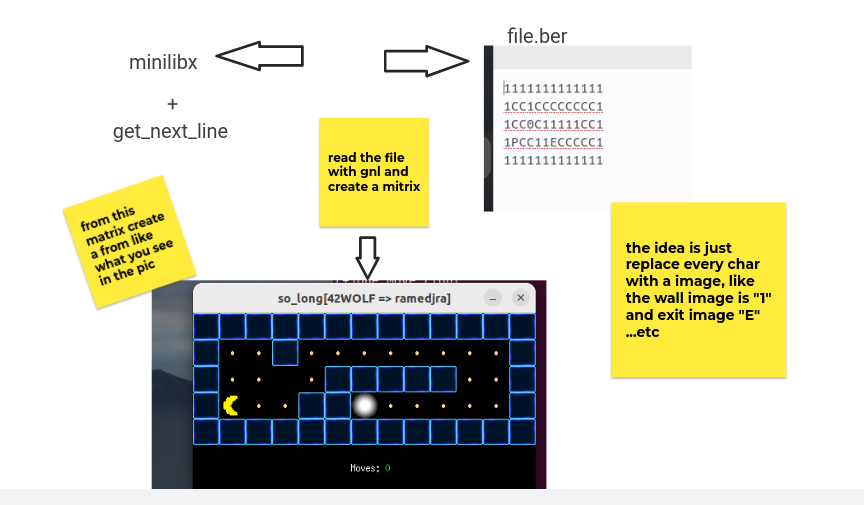 file.ber
minilibx
+
get_next_line
1111111111111
1CC1CCCCCCCC1
1CC0C11111CC1
1PCC11ECCCCC1
1111111111111
read the file
with gnl and
create a mitrix
from this
matrix create
a from like
what you see
in the pic
the idea is just
replace every char
with a image, like
the wall image is "1"
and exit image "E"
...etc
so_long[42WOLF => ramedjra]
Moves: 0